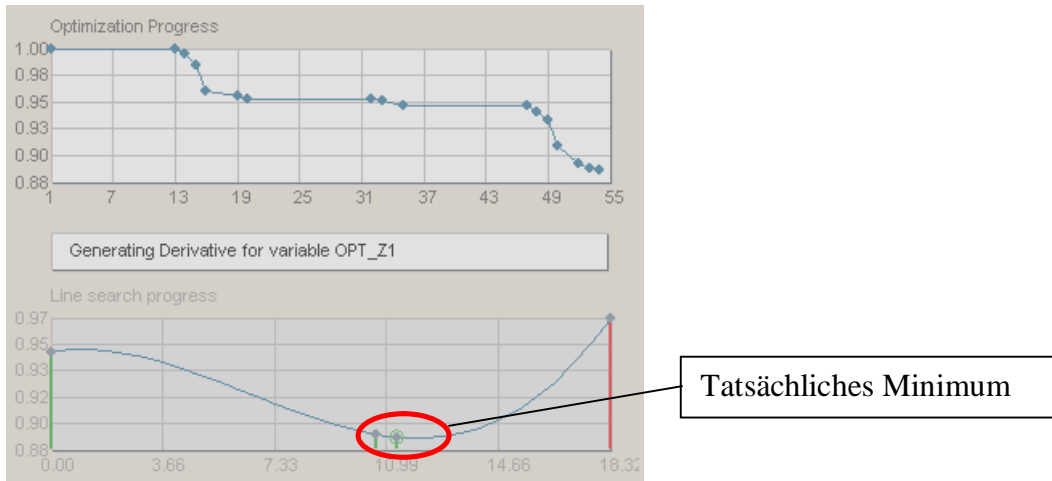 Optimization Progress
1.00
0.98
0.95
0.93
0.90
0.88
1 7 13 19 25 31 37 43 49 55
Generating Derivative for variable OPT_Z1
Line search progress
0.97
0.95
0.93
0.92
0.90
0.88
0.00 3.66 7.33 10.99 14.66 18.32
Tatsächliches Minimum